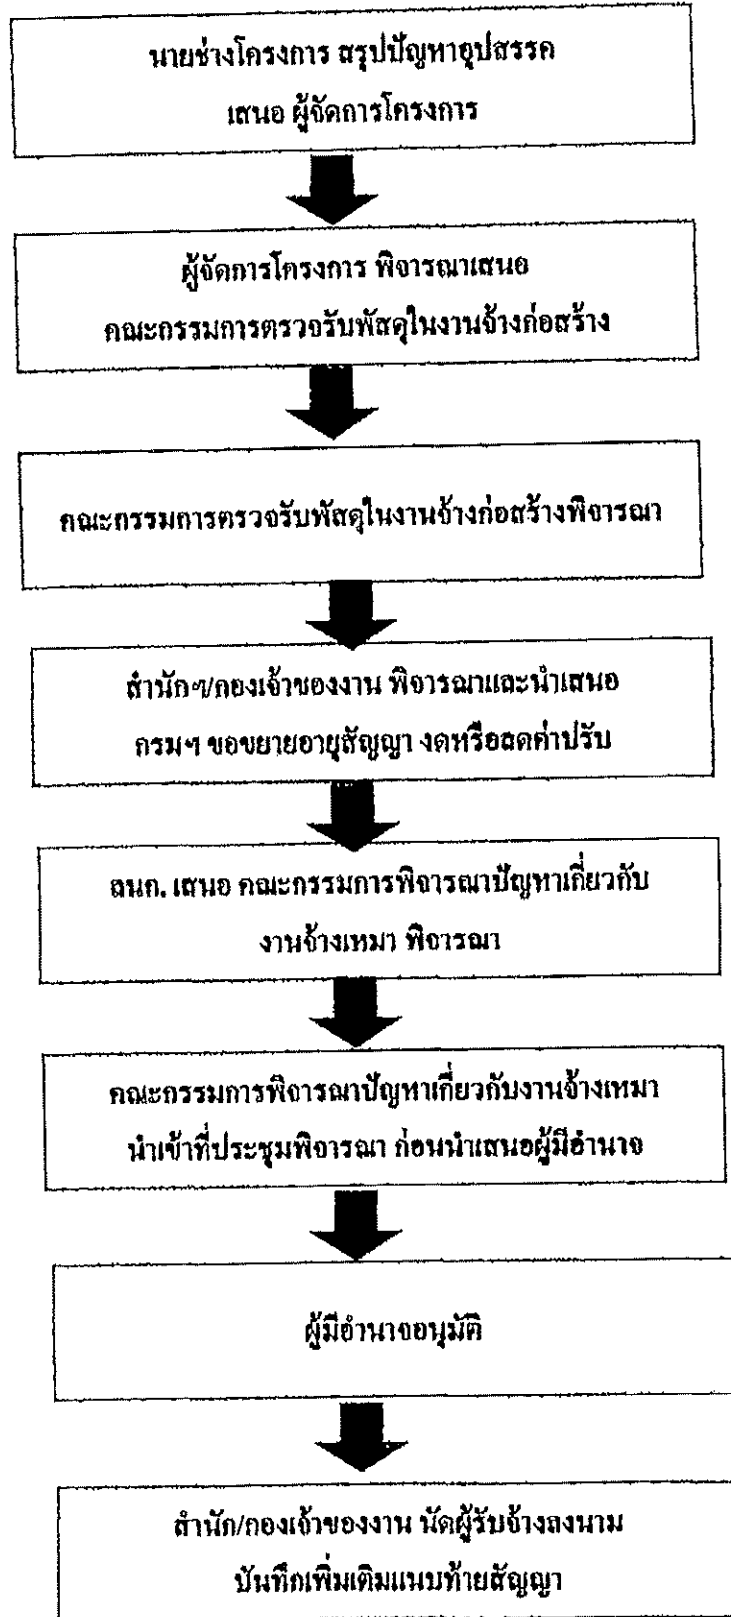 นายช่างโครงการ สรุปปัญหาอุปสรรค
เสนอ ผู้จัดการโครงการ
ผู้จัดการโครงการ พิจารณาเสนอ
คณะกรรมการตรวจรับพัสดุในงานจ้างก่อสร้าง
คณะกรรมการตรวจรับพัสดุในงานจ้างก่อสร้างพิจารณา
สำนักฯ/กองเจ้าของงาน พิจารณาและนำเสนอ
กรมฯ ขอขยายอายุสัญญา งดหรือลดค่าปรับ
ลนก. เสนอ คณะกรรมการพิจารณาปัญหาเกี่ยวกับ
งานจ้างเหมา พิจารณา
คณะกรรมการพิจารณาปัญหาเกี่ยวกับงานจ้างเหมา
นำเข้าที่ประชุมพิจารณา ก่อนนำเสนอผู้มีอำนาจ
ผู้มีอำนาจอนุมัติ
สำนัก/กองเจ้าของงาน นัดผู้รับจ้างลงนาม
บันทึกเพิ่มเติมแนบท้ายสัญญา